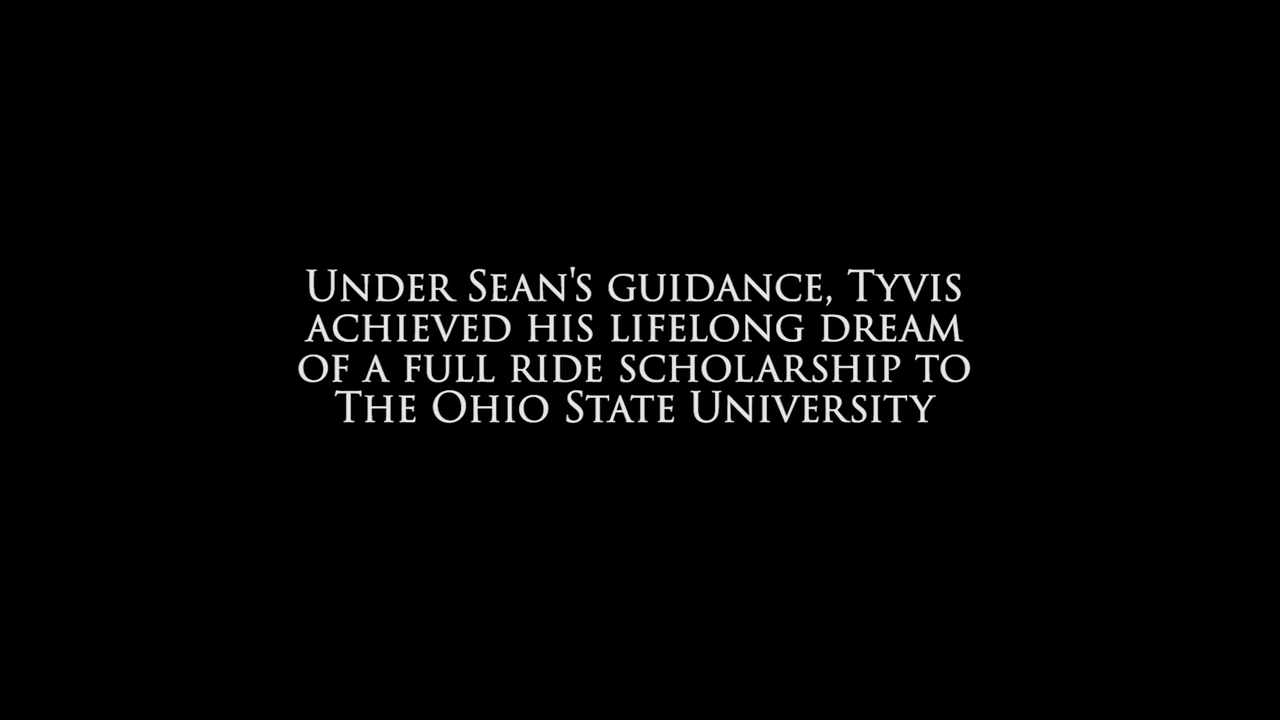 Under Sean's guidance, Tyvis
achieved his lifelong dream
of a full ride scholarship to
The Ohio State University